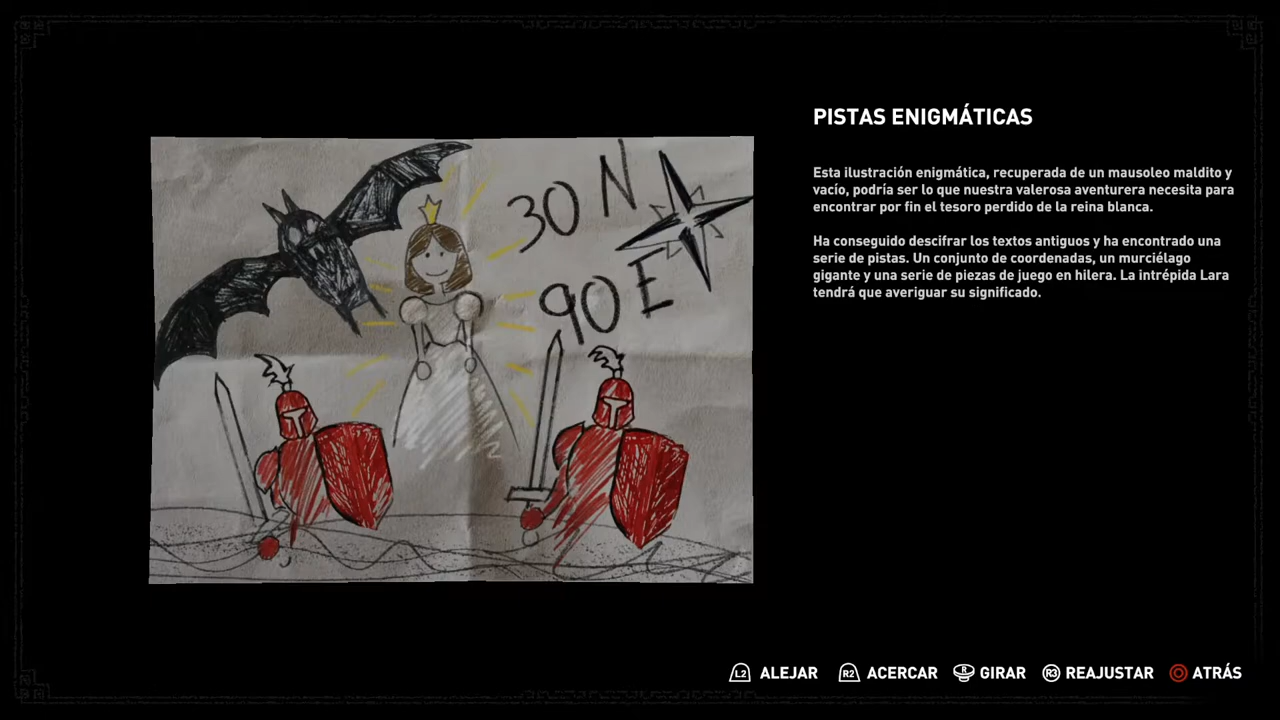 PISTAS ENIGMÁTICAS
30 N
90 E
Esta ilustración enigmática, recuperada de un mausoleo maldito y
vacío, podría ser lo que nuestra valerosa aventurera necesita para
encontrar por fin el tesoro perdido de la reina blanca.
Ha conseguido descifrar los textos antiguos y ha encontrado una
serie de pistas. Un conjunto de coordenadas, un murciélago
gigante y una serie de piezas de juego en hilera. La intrépida Lara
tendrá que averiguar su significado.
L2 ALEJAR R2 ACERCAR R GIRAR R3 REAJUSTAR ATRÁS